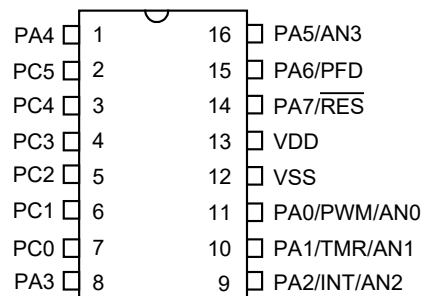 PA4 1 16 PA5/AN3
PC5 2 15 PA6/PFD
PC4 3 14 PA7/RES
PC3 4 13 VDD
PC2 5 12 VSS
PC1 6 11 PA0/PWM/AN0
PC0 7 10 PA1/TMR/AN1
PA3 8 9 PA2/INT/AN2